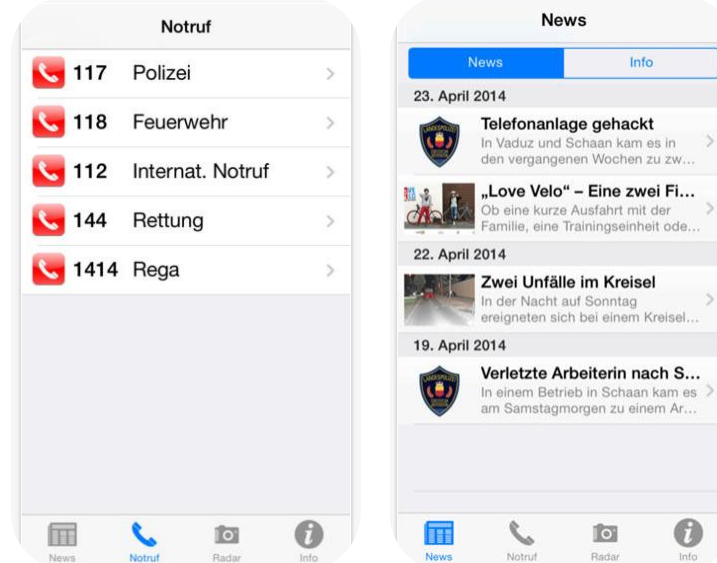 Notruf
117 Polizei
118 Feuerwehr
112 Internat. Notruf
144 Rettung
1414 Rega
News
Notruf
Radar
Info
News
News
Info
23. April 2014
Telefonanlage gehackt
In Vaduz und Schaan kam es in
den vergangenen Wochen zu zw...
„Love Velo“ – Eine zwei Fi...
Ob eine kurze Ausfahrt mit der
Familie, eine Trainingseinheit ode...
22. April 2014
Zwei Unfälle im Kreisel
In der Nacht auf Sonntag
ereigneten sich bei einem Kreisel...
19. April 2014
Verletzte Arbeiterin nach S...
In einem Betrieb in Schaan kam es
am Samstagmorgen zu einem Ar...
News
Notruf
Radar
Info